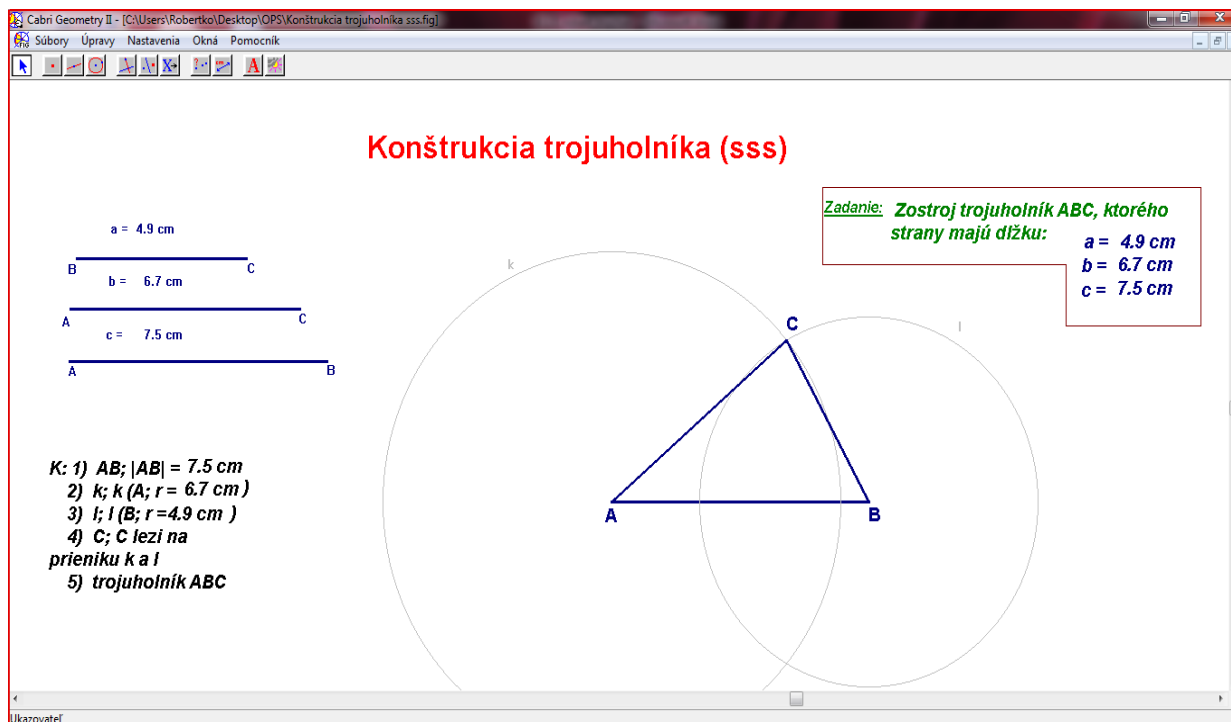 Cabri Geometry II - [C:\Users\Robertko\Desktop\OPS\Konštrukcia trojuholníka sss.fig]
Súbory Úpravy Nastavenia Okná Pomocník
Konštrukcia trojuholníka (sss)
a = 4.9 cm
B C
b = 6.7 cm
A C
c = 7.5 cm
A B
Zadanie: Zostroj trojuholník ABC, ktorého
strany majú dĺžku:
a = 4.9 cm
b = 6.7 cm
c = 7.5 cm
k
l
C
A
B
K: 1) AB; |AB| = 7.5 cm
2) k; k (A; r = 6.7 cm )
3) l; l (B; r =4.9 cm )
4) C; C lezi na
prieniku k a l
5) trojuholník ABC
Ukazovateľ